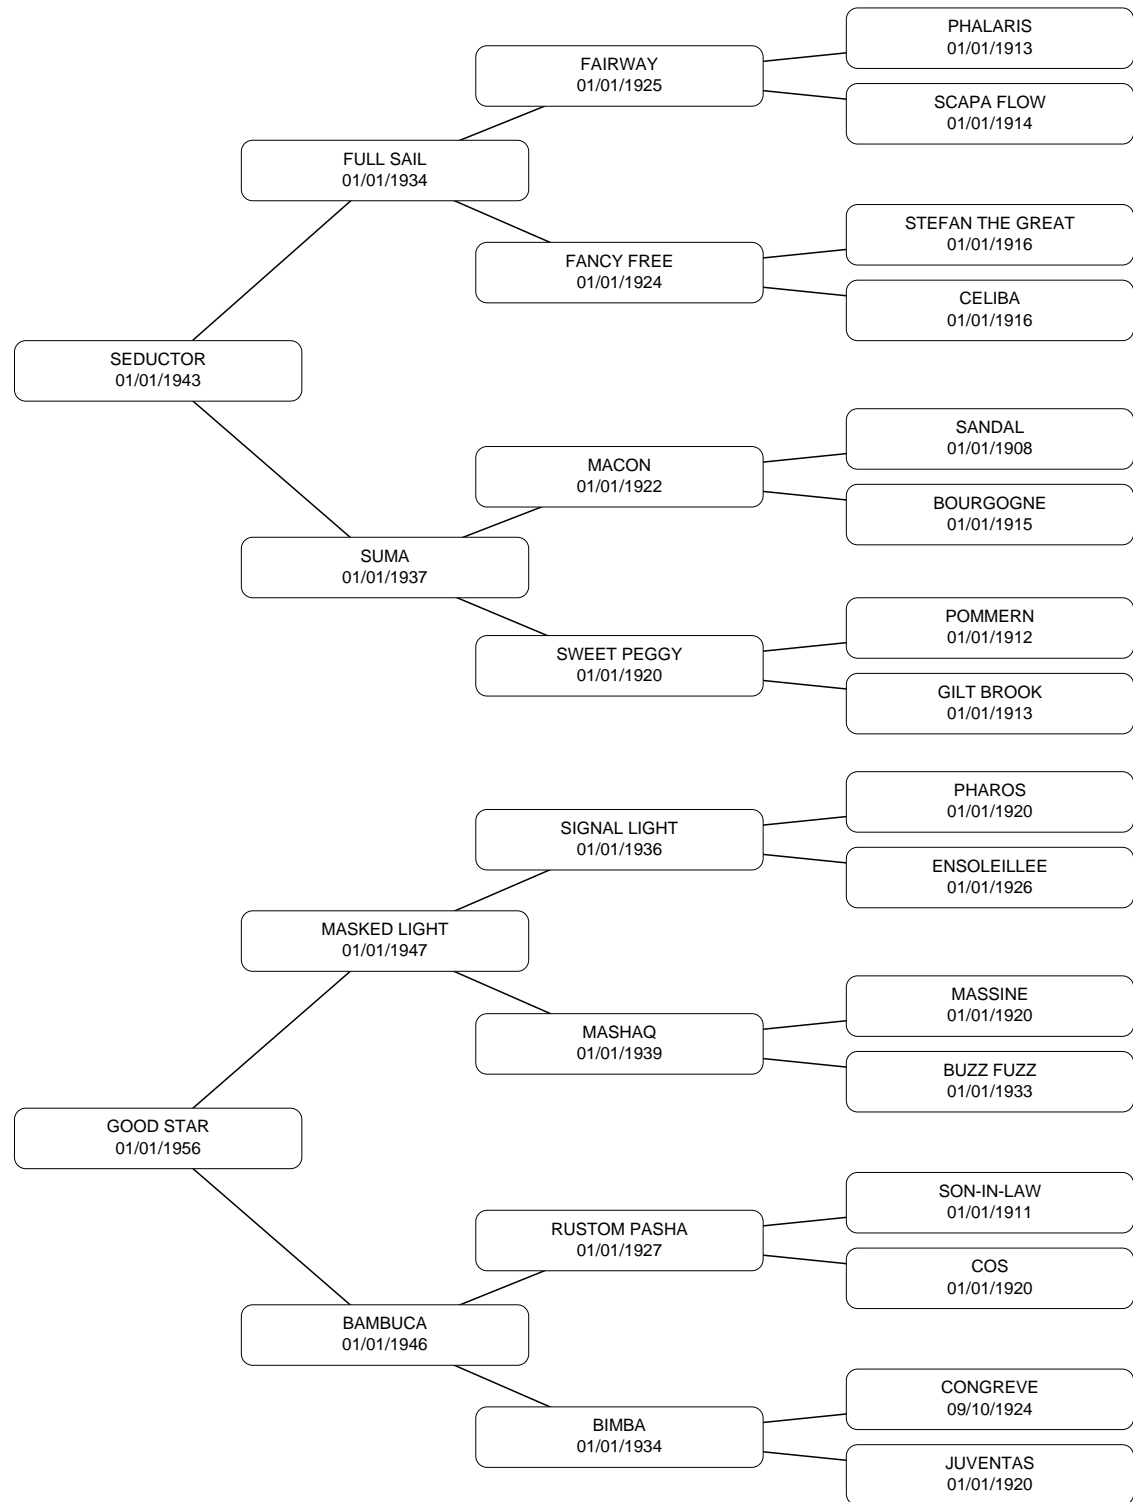 PHALARIS
01/01/1913
FAIRWAY
01/01/1925
SCAPA FLOW
01/01/1914
FULL SAIL
01/01/1934
STEFAN THE GREAT
01/01/1916
FANCY FREE
01/01/1924
CELIBA
01/01/1916
SEDUCTOR
01/01/1943
SANDAL
01/01/1908
MACON
01/01/1922
BOURGOGNE
01/01/1915
SUMA
01/01/1937
POMMERN
01/01/1912
SWEET PEGGY
01/01/1920
GILT BROOK
01/01/1913
PHAROS
01/01/1920
SIGNAL LIGHT
01/01/1936
ENSOLEILLEE
01/01/1926
MASKED LIGHT
01/01/1947
MASSINE
01/01/1920
MASHAQ
01/01/1939
BUZZ FUZZ
01/01/1933
GOOD STAR
01/01/1956
SON-IN-LAW
01/01/1911
RUSTOM PASHA
01/01/1927
COS
01/01/1920
BAMBUCA
01/01/1946
CONGREVE
09/10/1924
BIMBA
01/01/1934
JUVENTAS
01/01/1920